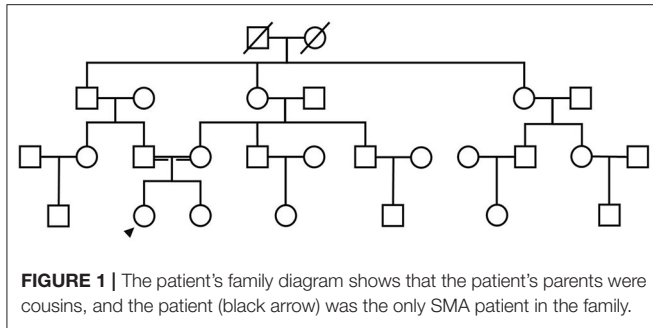 FIGURE 1 | The patient's family diagram shows that the patient's parents were
cousins, and the patient (black arrow) was the only SMA patient in the family.